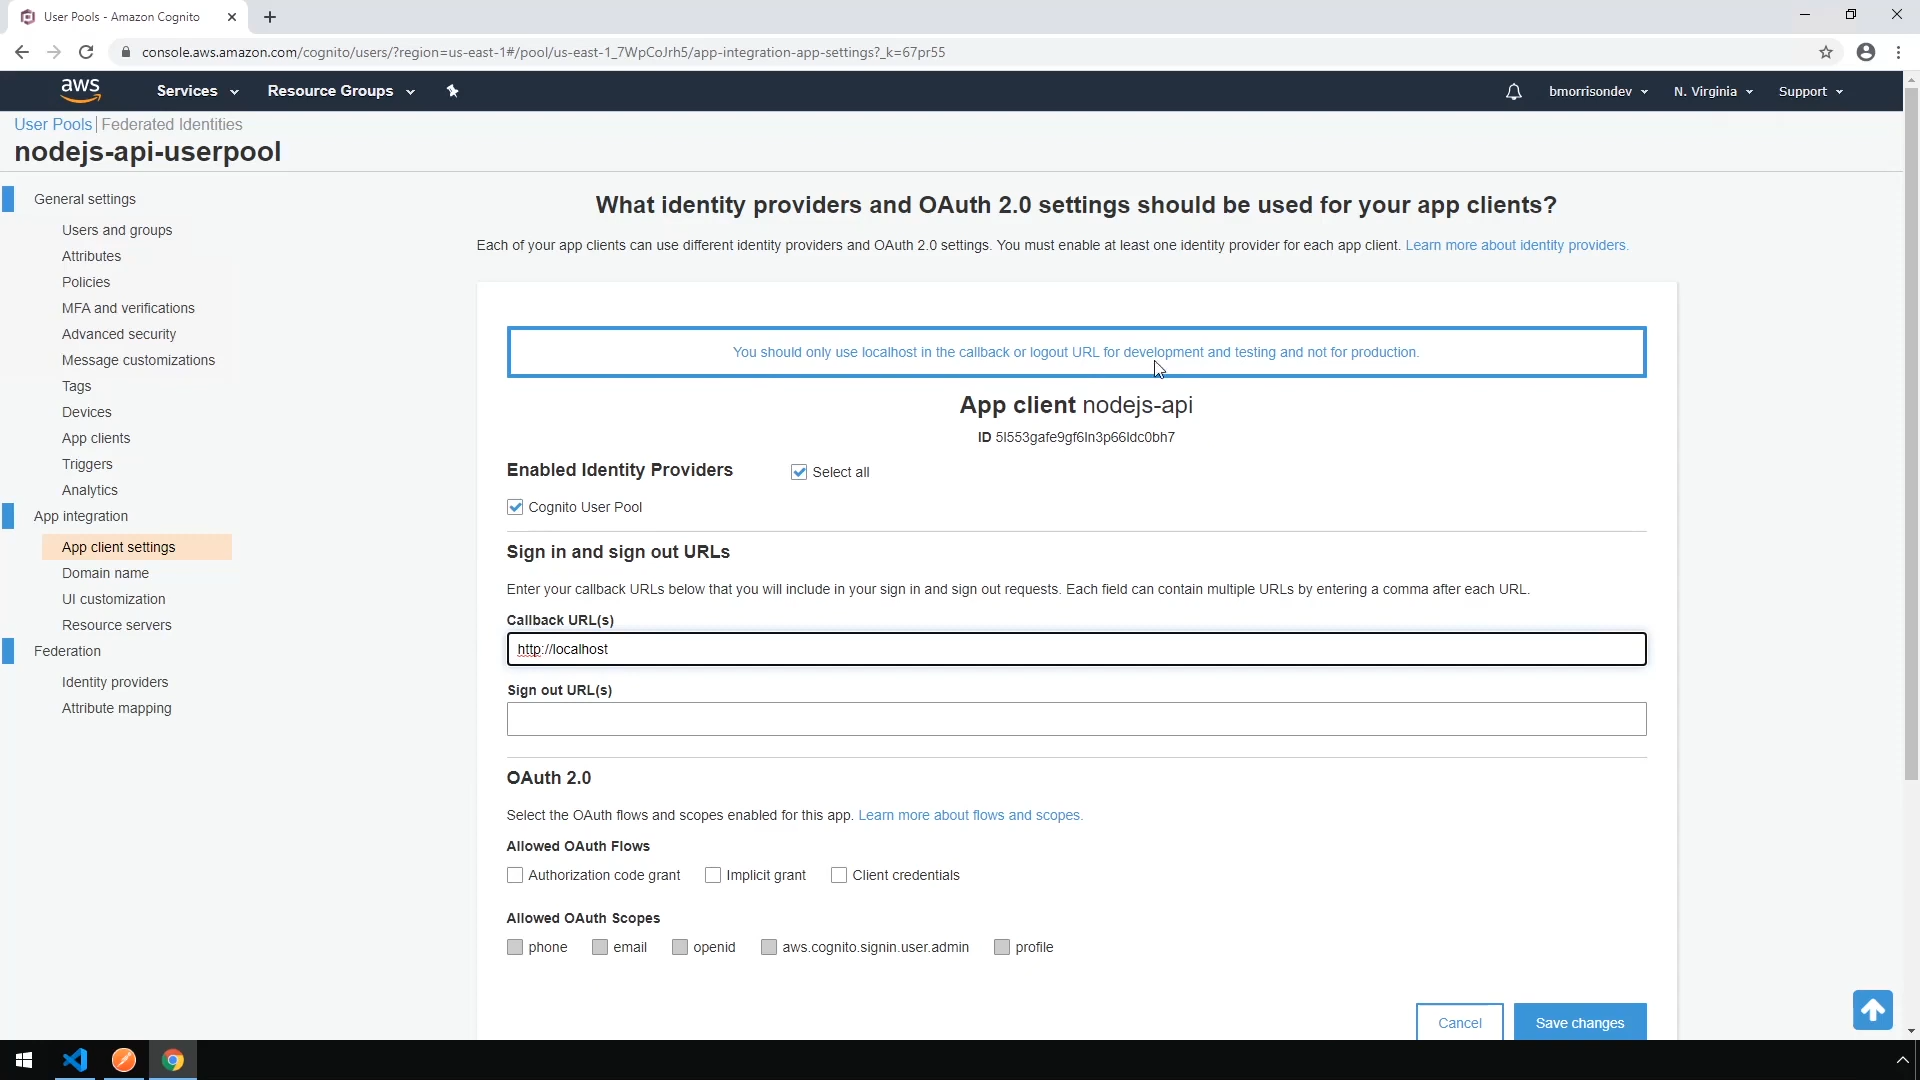 User Pools - Amazon Cognito
console.aws.amazon.com/cognito/users/?region=us-east-1#/pool/us-east-1_7WpCoJrh5/app-integration-app-settings?_k=67pr55
aws
Services
Resource Groups
bmorrisondev
N. Virginia
Support
User Pools | Federated Identities
nodejs-api-userpool
General settings
Users and groups
Attributes
Policies
MFA and verifications
Advanced security
Message customizations
Tags
Devices
App clients
Triggers
Analytics
App integration
App client settings
Domain name
UI customization
Resource servers
Federation
Identity providers
Attribute mapping
What identity providers and OAuth 2.0 settings should be used for your app clients?
Each of your app clients can use different identity providers and OAuth 2.0 settings. You must enable at least one identity provider for each app client. Learn more about identity providers.
You should only use localhost in the callback or logout URL for development and testing and not for production.
App client nodejs-api
ID 5l553gafe9gf6ln3p66ldc0bh7
Enabled Identity Providers
Select all
Cognito User Pool
Sign in and sign out URLs
Enter your callback URLs below that you will include in your sign in and sign out requests. Each field can contain multiple URLs by entering a comma after each URL.
Callback URL(s)
http://localhost
Sign out URL(s)
OAuth 2.0
Select the OAuth flows and scopes enabled for this app. Learn more about flows and scopes.
Allowed OAuth Flows
Authorization code grant
Implicit grant
Client credentials
Allowed OAuth Scopes
phone
email
openid
aws.cognito.signin.user.admin
profile
Cancel
Save changes